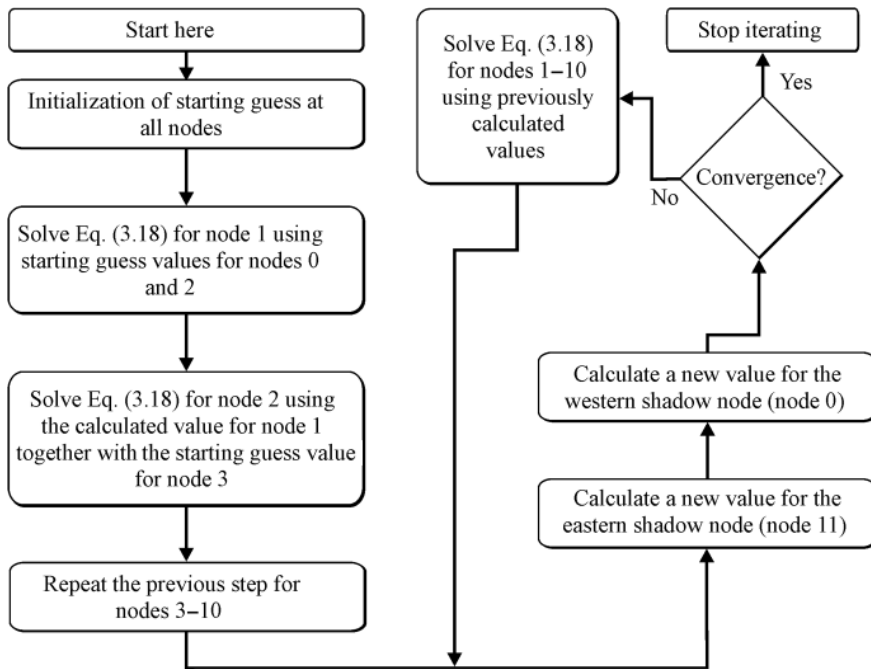 Start here
Initialization of starting guess at
all nodes
Solve Eq. (3.18) for node 1 using
starting guess values for nodes 0
and 2
Solve Eq. (3.18) for node 2 using
the calculated value for node 1
together with the starting guess value
for node 3
Repeat the previous step for
nodes 3–10
Solve Eq. (3.18)
for nodes 1–10
using previously
calculated
values
Stop iterating
Yes
Convergence?
No
Calculate a new value for the
western shadow node (node 0)
Calculate a new value for the
eastern shadow node (node 11)